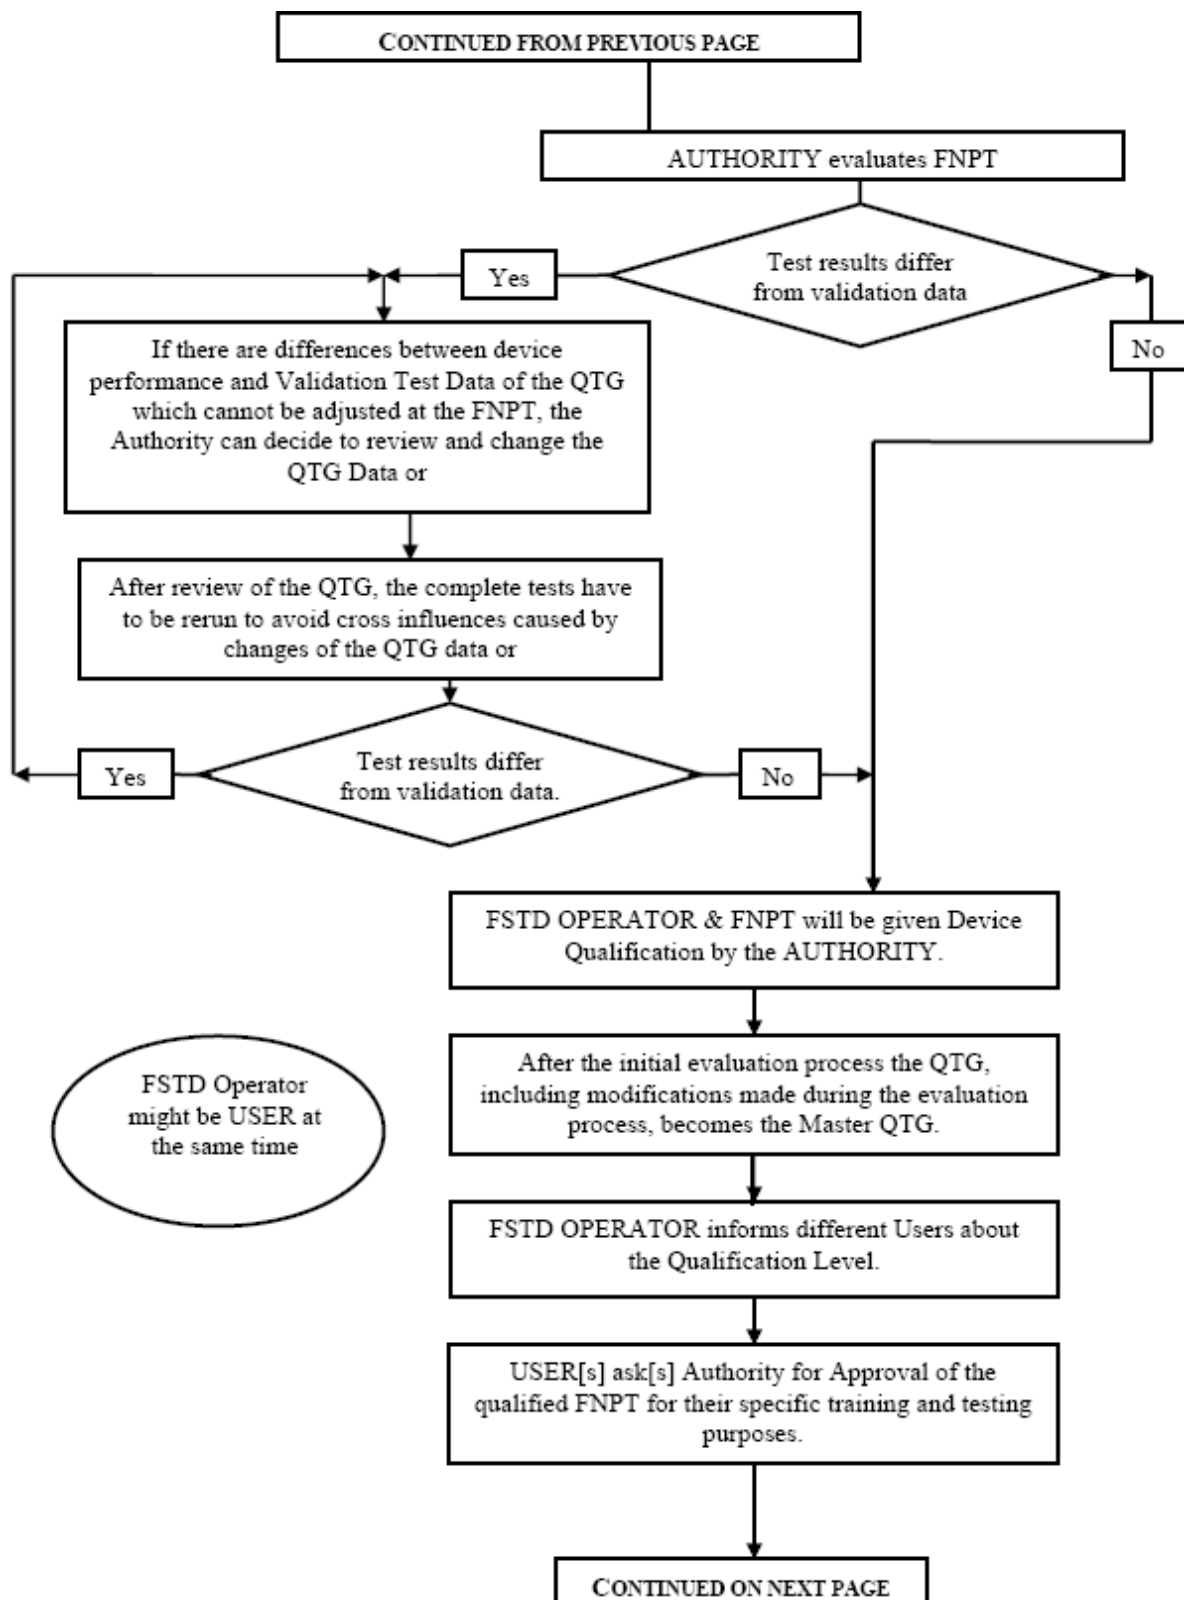 CONTINUED FROM PREVIOUS PAGE
AUTHORITY evaluates FNPT
Test results differ
from validation data
Yes
No
If there are differences between device
performance and Validation Test Data of the QTG
which cannot be adjusted at the FNPT, the
Authority can decide to review and change the
QTG Data or
After review of the QTG, the complete tests have
to be rerun to avoid cross influences caused by
changes of the QTG data or
Test results differ
from validation data.
Yes
No
FSTD OPERATOR & FNPT will be given Device
Qualification by the AUTHORITY.
After the initial evaluation process the QTG,
including modifications made during the evaluation
process, becomes the Master QTG.
FSTD Operator
might be USER at
the same time
FSTD OPERATOR informs different Users about
the Qualification Level.
USER[s] ask[s] Authority for Approval of the
qualified FNPT for their specific training and testing
purposes.
CONTINUED ON NEXT PAGE